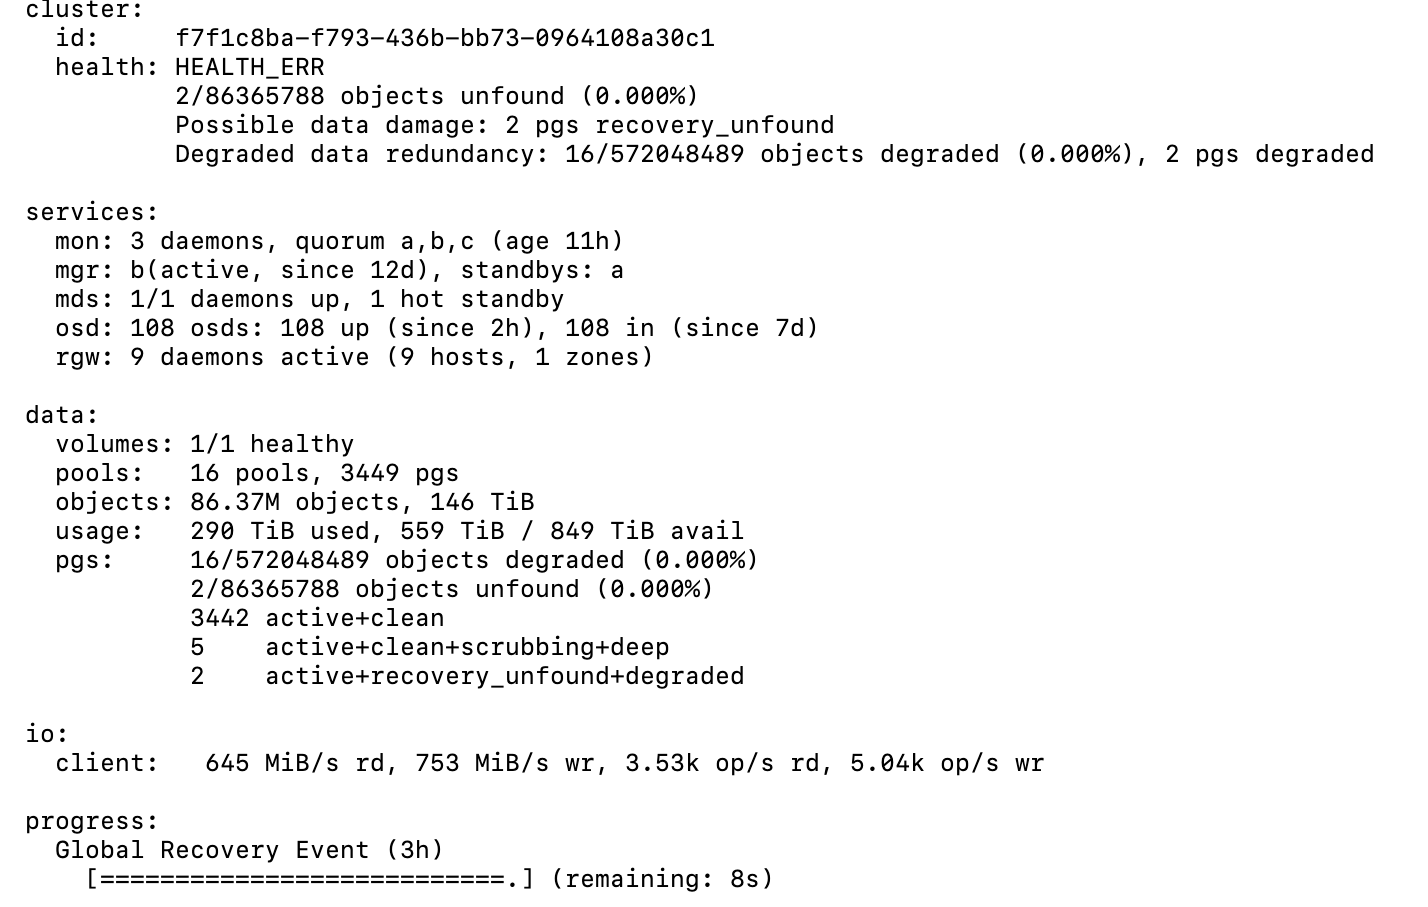 cluster:
id: f7f1c8ba-f793-436b-bb73-0964108a30c1
health: HEALTH_ERR
2/86365788 objects unfound (0.000%)
Possible data damage: 2 pgs recovery_unfound
Degraded data redundancy: 16/572048489 objects degraded (0.000%), 2 pgs degraded
services:
mon: 3 daemons, quorum a,b,c (age 11h)
mgr: b(active, since 12d), standbys: a
mds: 1/1 daemons up, 1 hot standby
osd: 108 osds: 108 up (since 2h), 108 in (since 7d)
rgw: 9 daemons active (9 hosts, 1 zones)
data:
volumes: 1/1 healthy
pools: 16 pools, 3449 pgs
objects: 86.37M objects, 146 TiB
usage: 290 TiB used, 559 TiB / 849 TiB avail
pgs: 16/572048489 objects degraded (0.000%)
2/86365788 objects unfound (0.000%)
3442 active+clean
5 active+clean+scrubbing+deep
2 active+recovery_unfound+degraded
io:
client: 645 MiB/s rd, 753 MiB/s wr, 3.53k op/s rd, 5.04k op/s wr
progress:
Global Recovery Event (3h)
[===========================.] (remaining: 8s)